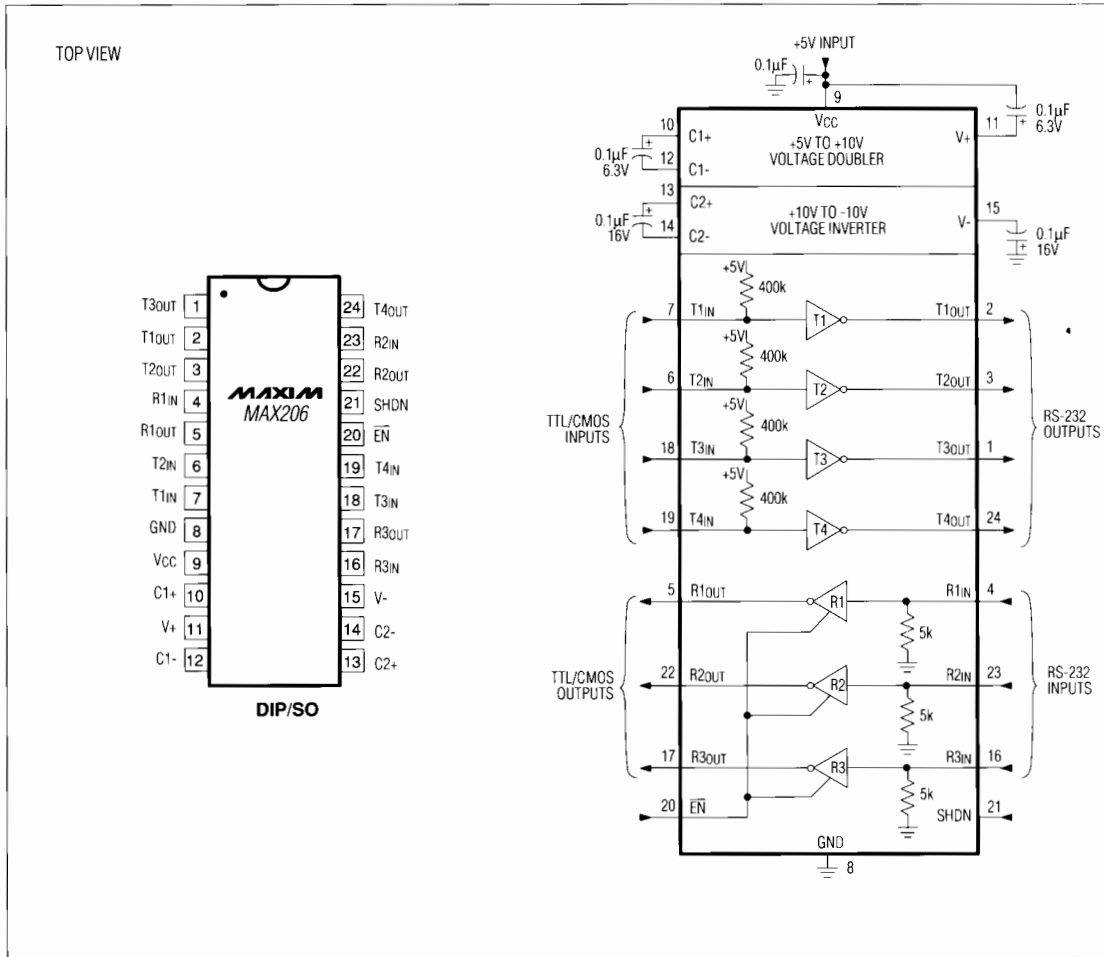 TOP VIEW
T3OUT 1
T1OUT 2
T2OUT 3
R1IN 4
R1OUT 5
T2IN 6
T1IN 7
GND 8
VCC 9
C1+ 10
V+ 11
C1- 12
MAXIM
MAX206
24 T4OUT
23 R2IN
22 R2OUT
21 SHDN
20 EN
19 T4IN
18 T3IN
17 R3OUT
16 R3IN
15 V-
14 C2-
13 C2+
DIP/SO
+5V INPUT
0.1µF
+
9
VCC
0.1µF
6.3V
+
10 C1+
+
0.1µF
6.3V
12 C1-
+5V TO +10V
VOLTAGE DOUBLER
11 V+
13 C2+
+
0.1µF
16V
14 C2-
+10V TO -10V
VOLTAGE INVERTER
15 V-
0.1µF
16V
+
TTL/CMOS
INPUTS
+5V
400k
7 T1IN T1 T1OUT 2
+5V
400k
6 T2IN T2 T2OUT 3
+5V
400k
18 T3IN T3 T3OUT 1
+5V
400k
19 T4IN T4 T4OUT 24
RS-232
OUTPUTS
TTL/CMOS
OUTPUTS
5 R1OUT R1 R1IN 4
5k
22 R2OUT R2 R2IN 23
5k
17 R3OUT R3 R3IN 16
5k
RS-232
INPUTS
20 EN
SHDN 21
GND
8